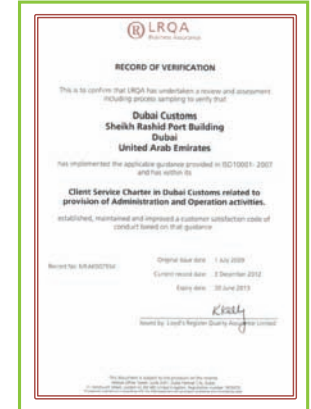 LRQA
Business Assurance
RECORD OF VERIFICATION
This is to confirm that LRQA has undertaken a review and assessment
including process sampling to verify that
Dubai Customs
Sheikh Rashid Port Building
Dubai
United Arab Emirates
has implemented the applicable guidance provided in ISO10001: 2007
and has within its
Client Service Charter in Dubai Customs related to
provision of Administration and Operation activities.
established, maintained and improved a customer satisfaction code of
conduct based on that guidance
Original issue date 1 July 2009
Record No:
Current record date 3 December 2012
Expiry date 30 June 2013
Issued by: Lloyd's Register Quality Assurance Limited